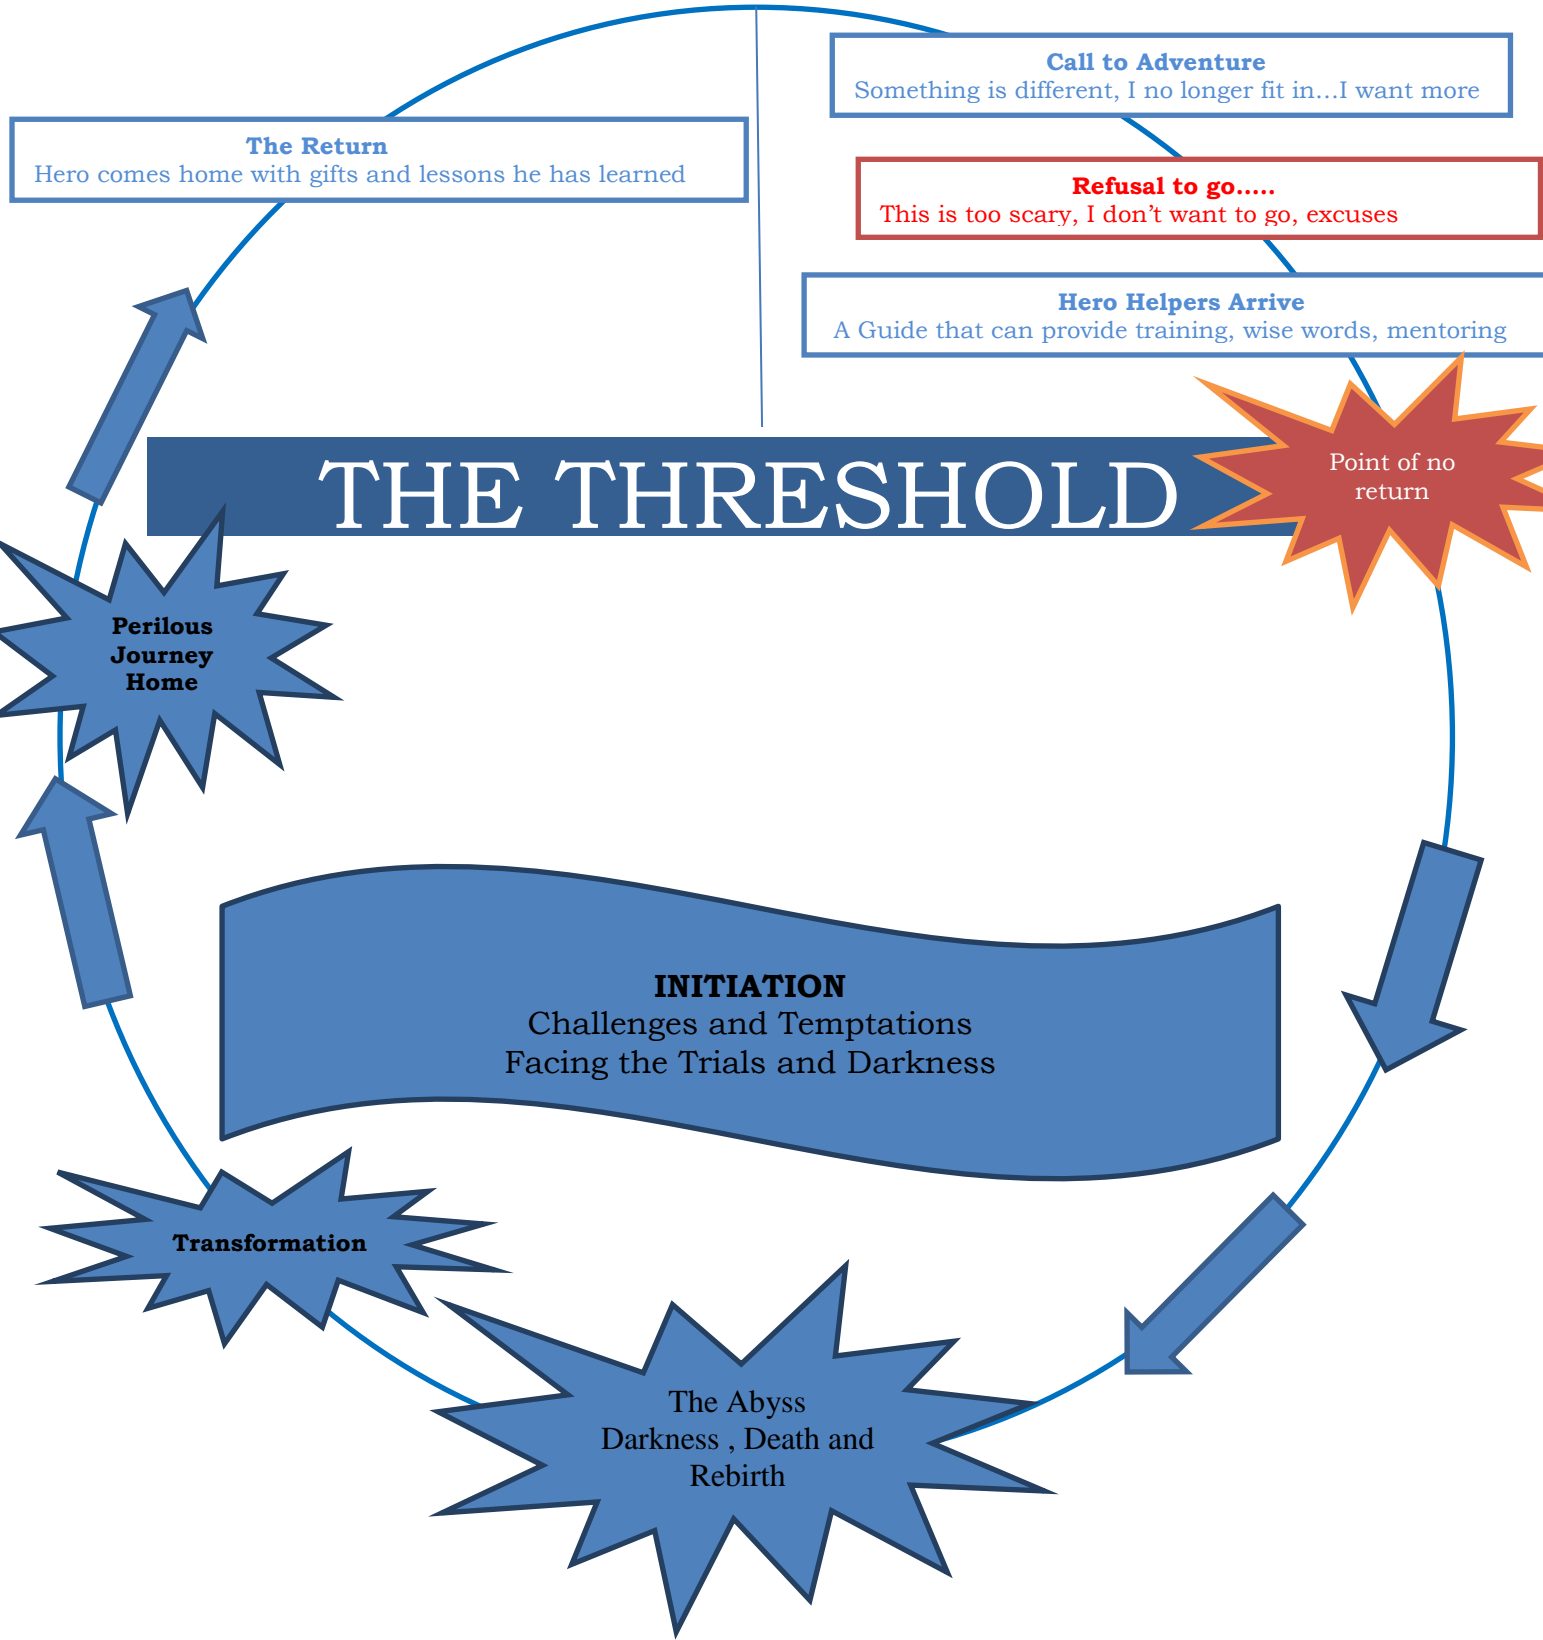 Call to Adventure
Something is different, I no longer fit in…I want more
The Return
Hero comes home with gifts and lessons he has learned
Refusal to go…..
This is too scary, I don’t want to go, excuses
Hero Helpers Arrive
A Guide that can provide training, wise words, mentoring
THE THRESHOLD
Point of no
return
Perilous
Journey
Home
INITIATION
Challenges and Temptations
Facing the Trials and Darkness
Transformation
The Abyss
Darkness , Death and
Rebirth